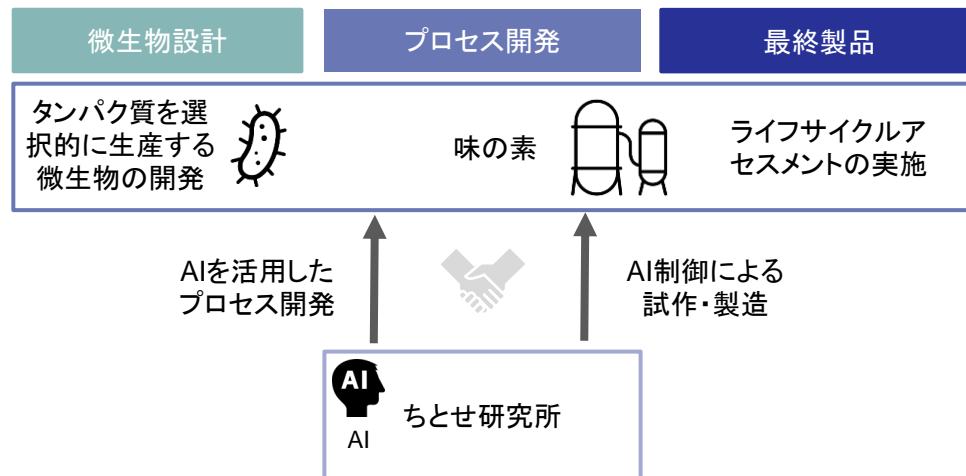 微生物設計
プロセス開発
最終製品
タンパク質を選
択的に生産する
微生物の開発
味の素
ライフサイクルア
セスメントの実施
AIを活用した
プロセス開発
AI制御による
試作・製造
AI
AI
ちとせ研究所